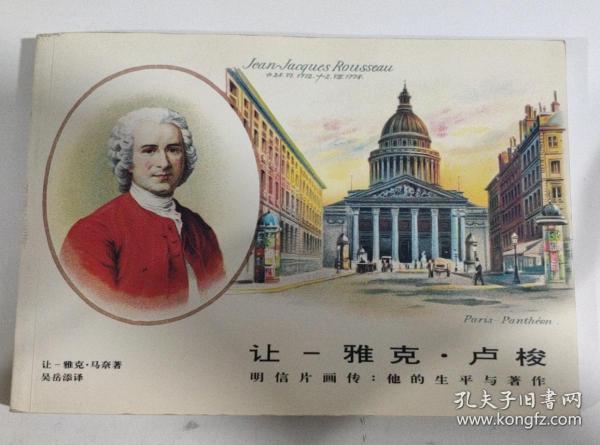 Jean-Jacques Rousseau
Paris-Panthéon.
让-雅克·卢梭
明信片画传:他的生平与著作
让-雅克·马奈著
吴岳添译
孔夫子旧书网
www.kongfz.com